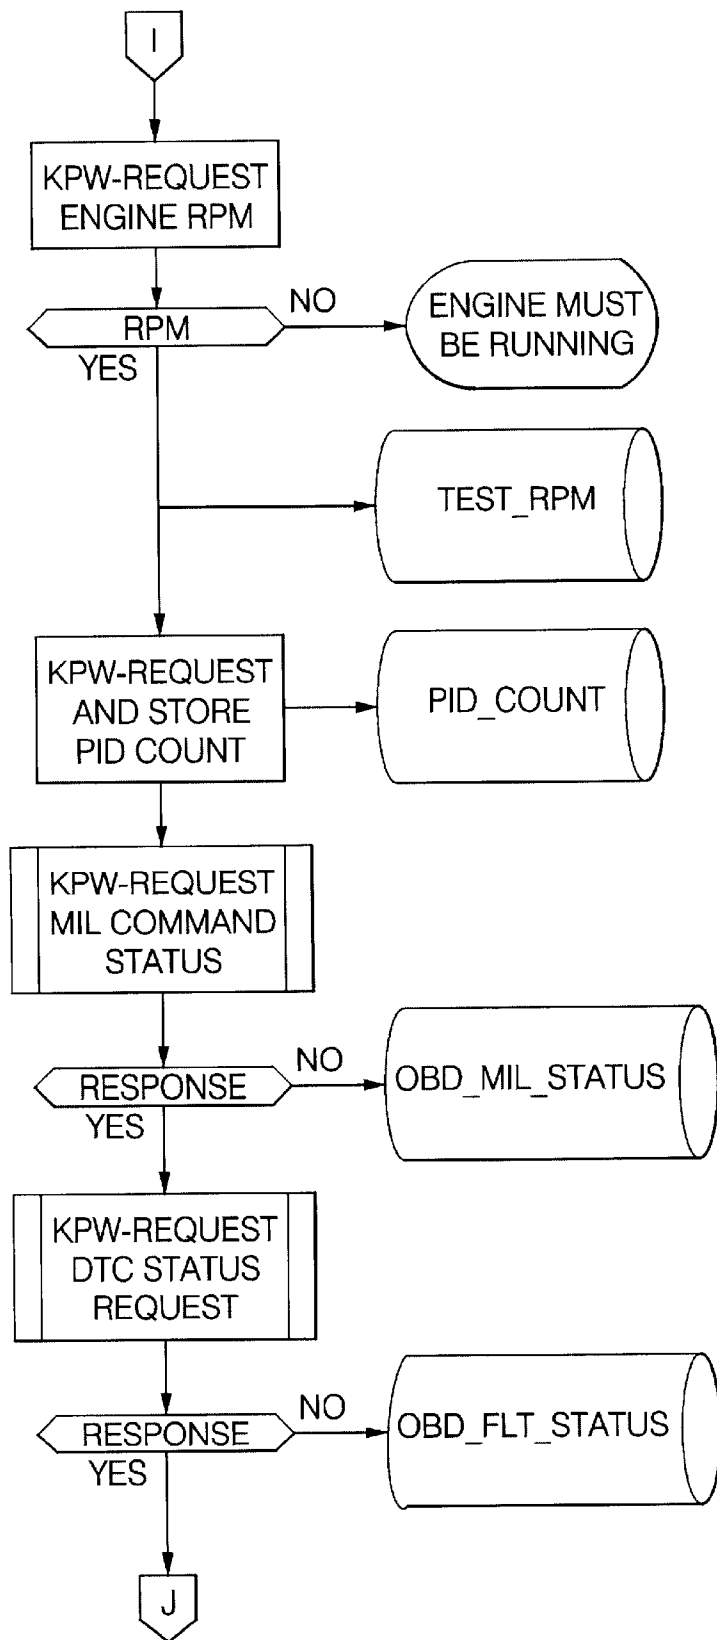 I
KPW-REQUEST
ENGINE RPM
RPM
NO
YES
ENGINE MUST
BE RUNNING
TEST_RPM
KPW-REQUEST
AND STORE
PID COUNT
PID_COUNT
KPW-REQUEST
MIL COMMAND
STATUS
RESPONSE
NO
YES
OBD_MIL_STATUS
KPW-REQUEST
DTC STATUS
REQUEST
RESPONSE
NO
YES
OBD_FLT_STATUS
J